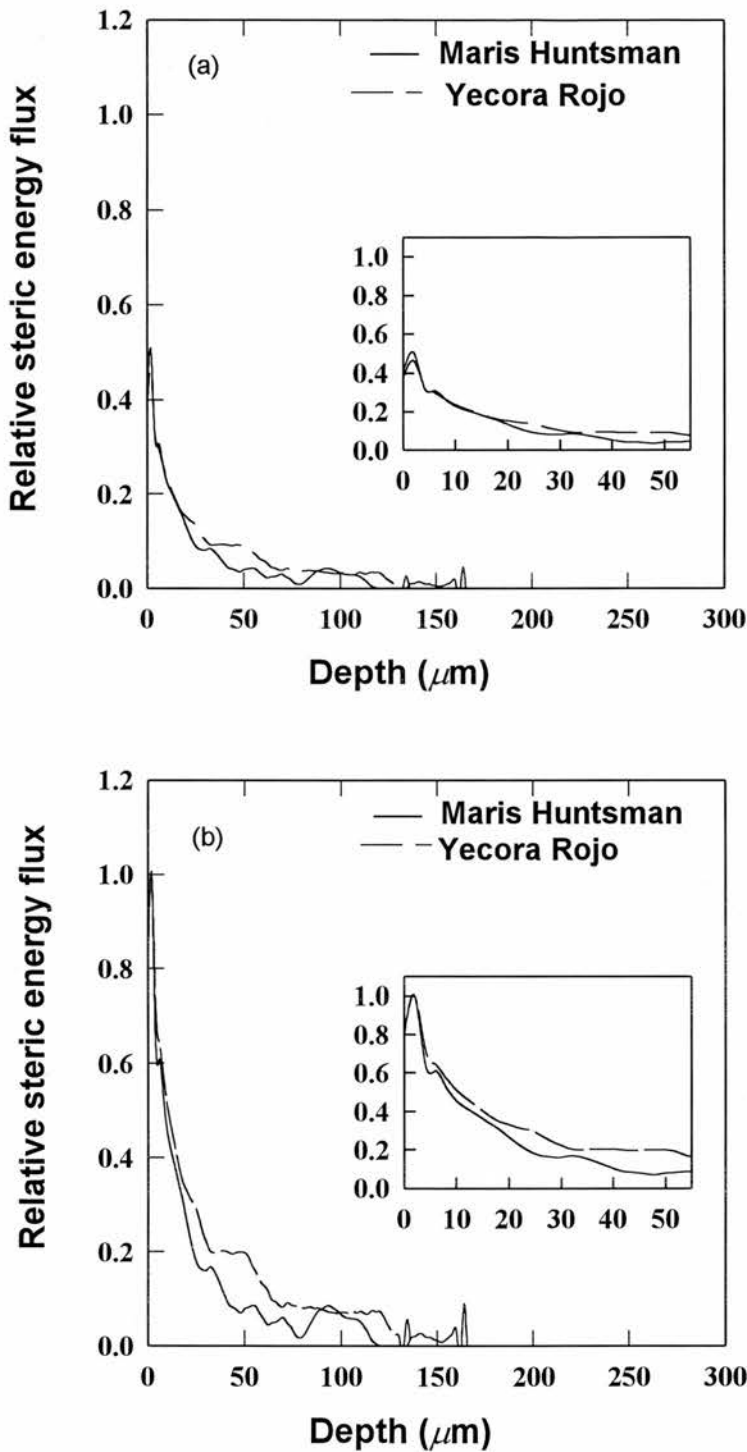 1.2
(a)
Maris Huntsman
Yecora Rojo
1.0
0.8
0.6
0.4
0.2
0.0
Relative steric energy flux
1.0
0.8
0.6
0.4
0.2
0.0
0 10 20 30 40 50
0 50 100 150 200 250 300
Depth (μm)
1.2
(b)
Maris Huntsman
Yecora Rojo
1.0
0.8
0.6
0.4
0.2
0.0
Relative steric energy flux
1.0
0.8
0.6
0.4
0.2
0.0
0 10 20 30 40 50
0 50 100 150 200 250 300
Depth (μm)